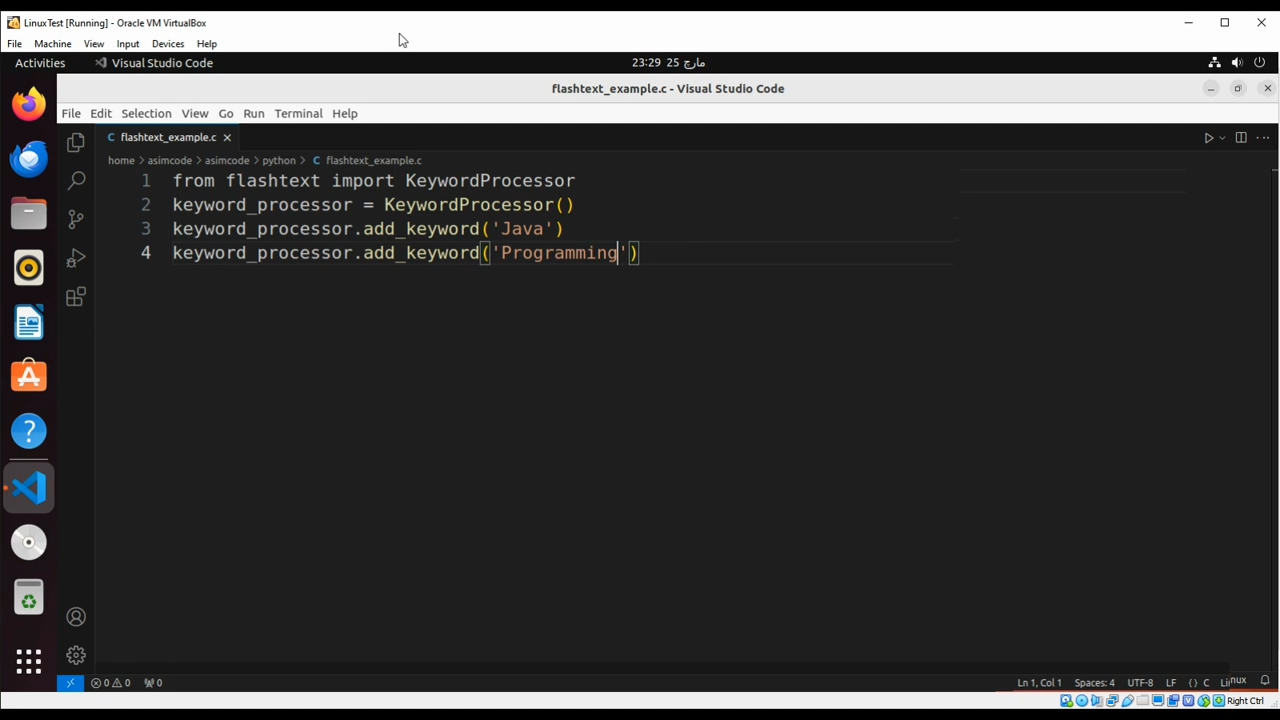 LinuxTest [Running] - Oracle VM VirtualBox
File Machine View Input Devices Help
Activities Visual Studio Code 23:29 25 مارچ
flashtext_example.c - Visual Studio Code
File Edit Selection View Go Run Terminal Help
C flashtext_example.c
home > asimcode > asimcode > python > C flashtext_example.c
1 from flashtext import KeywordProcessor
2 keyword_processor = KeywordProcessor()
3 keyword_processor.add_keyword('Java')
4 keyword_processor.add_keyword('Programming')
0 0 0 Ln 1, Col 1 Spaces: 4 UTF-8 LF {} C
Right Ctrl